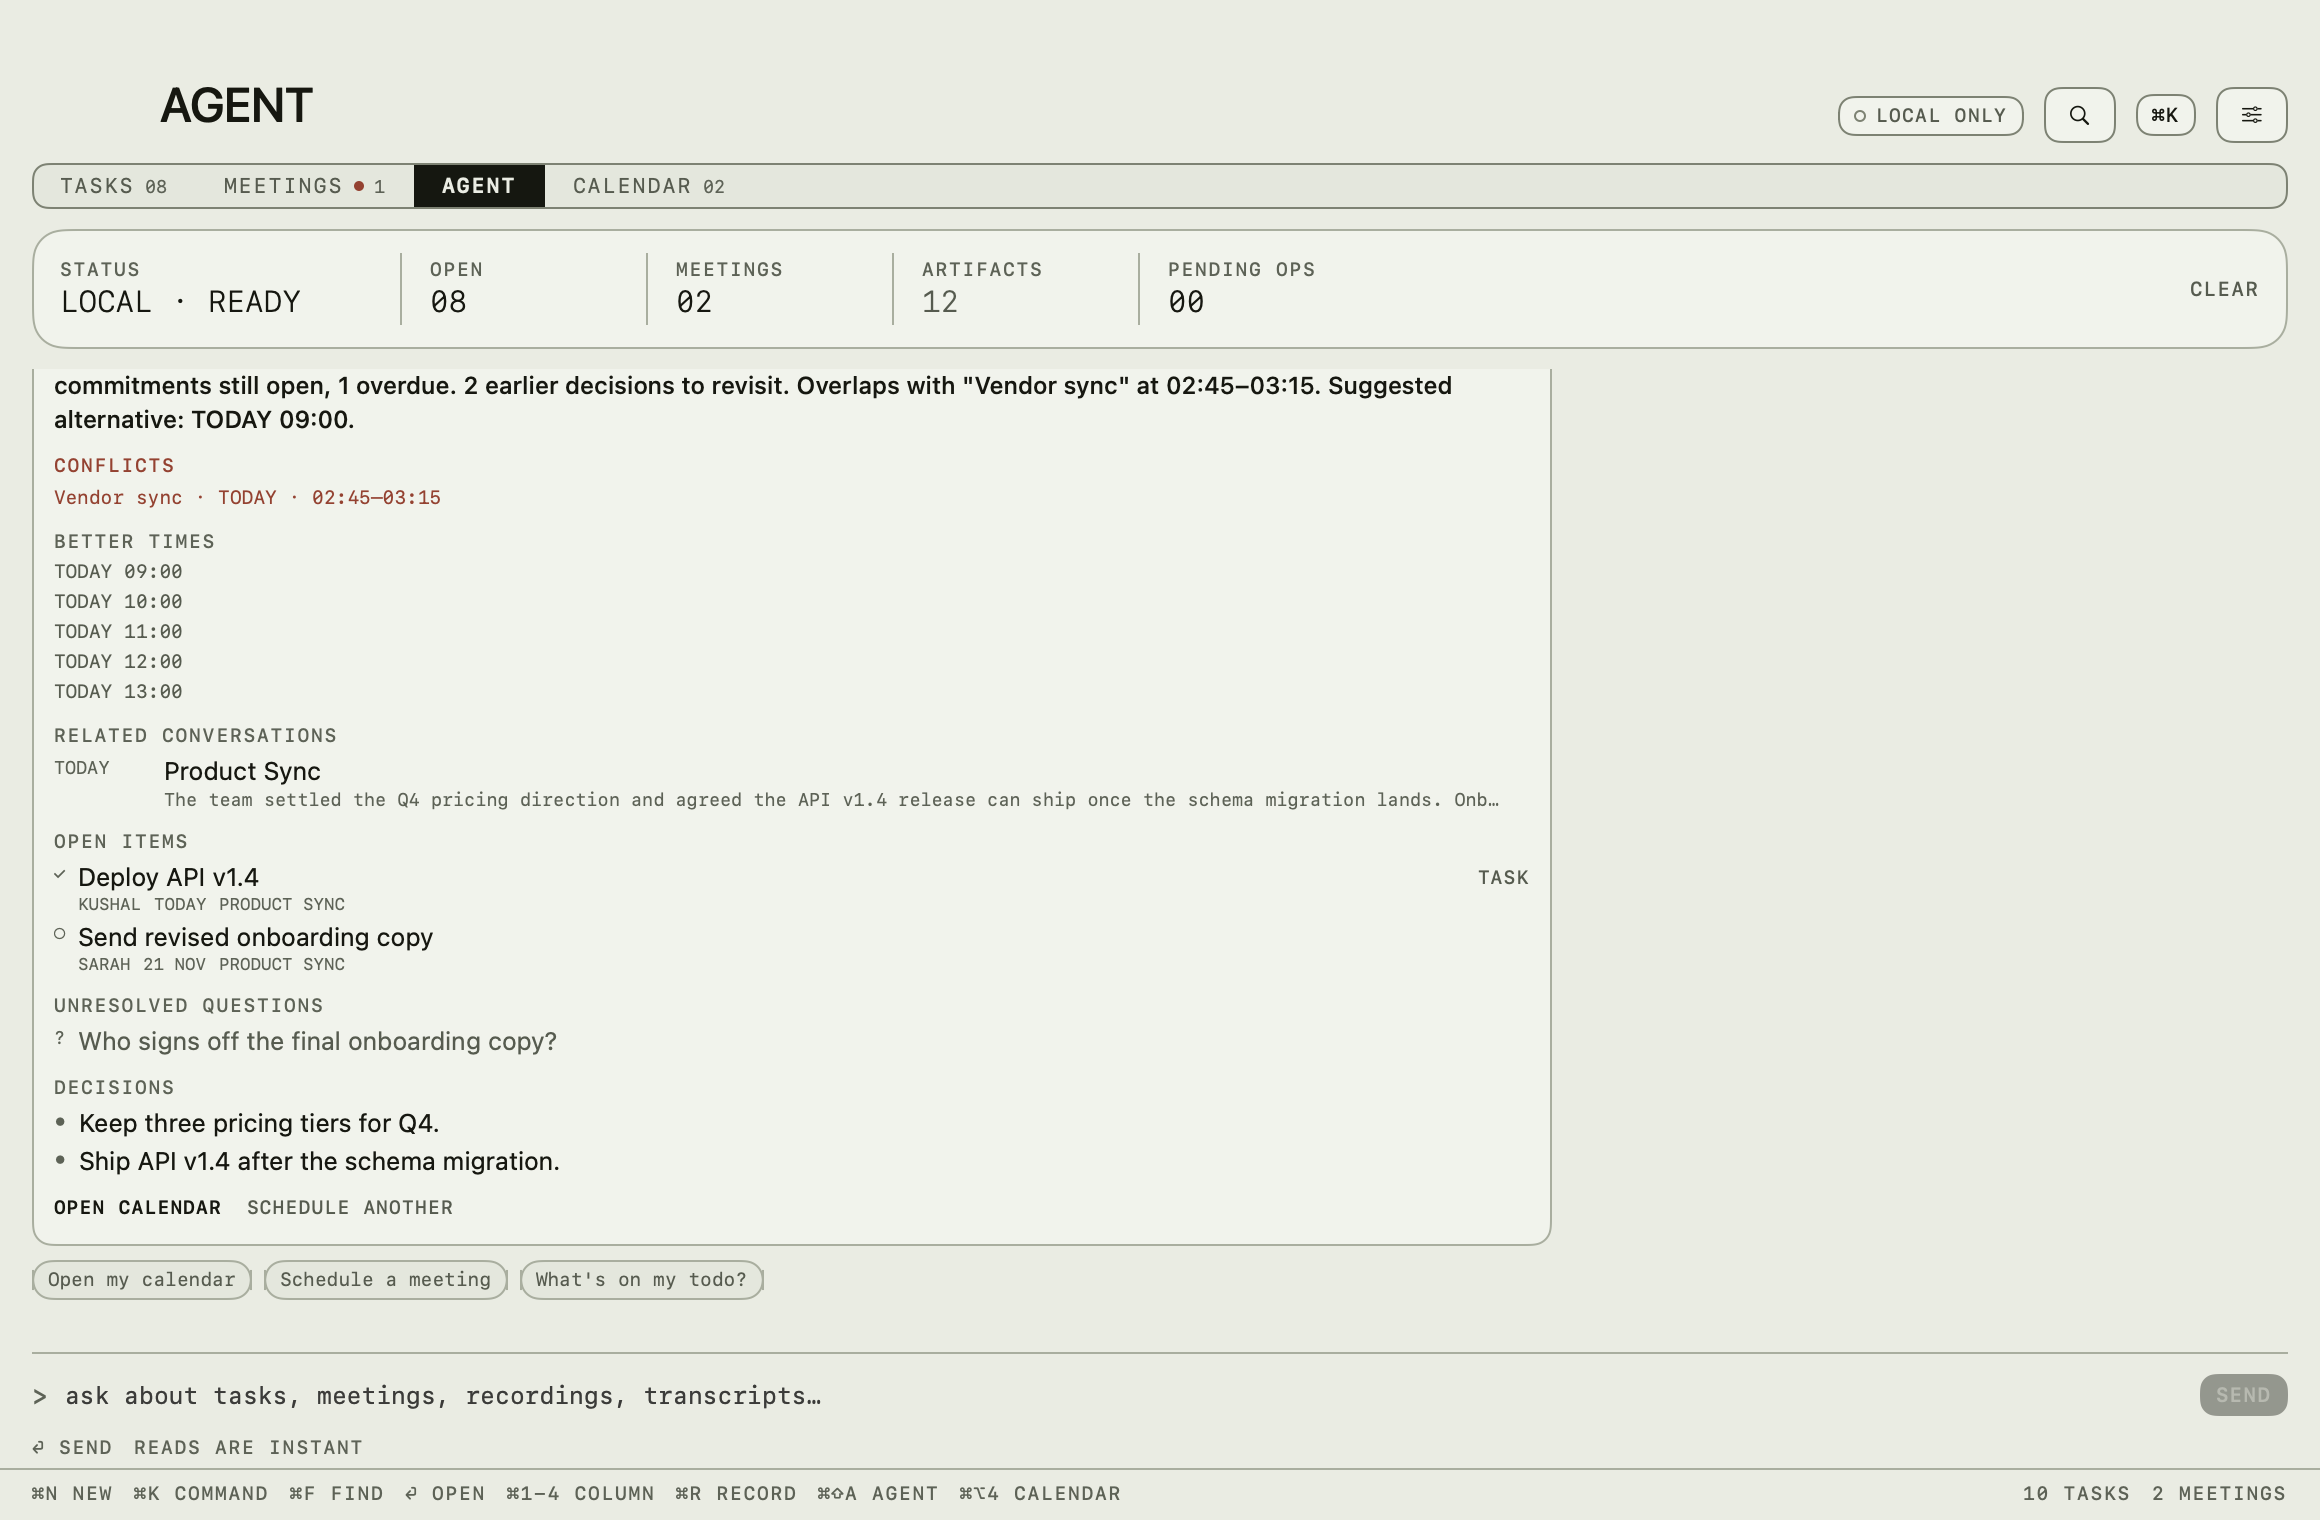 AGENT
LOCAL ONLY ⌘K
TASKS 08 MEETINGS 1 AGENT CALENDAR 02
STATUS OPEN MEETINGS ARTIFACTS PENDING OPS
LOCAL · READY 08 02 12 00
CLEAR
commitments still open, 1 overdue. 2 earlier decisions to revisit. Overlaps with "Vendor sync" at 02:45–03:15. Suggested
alternative: TODAY 09:00.
CONFLICTS
Vendor sync · TODAY · 02:45–03:15
BETTER TIMES
TODAY 09:00
TODAY 10:00
TODAY 11:00
TODAY 12:00
TODAY 13:00
RELATED CONVERSATIONS
TODAY Product Sync
The team settled the Q4 pricing direction and agreed the API v1.4 release can ship once the schema migration lands. Onb…
OPEN ITEMS
✓ Deploy API v1.4 TASK
KUSHAL TODAY PRODUCT SYNC
○ Send revised onboarding copy
SARAH 21 NOV PRODUCT SYNC
UNRESOLVED QUESTIONS
? Who signs off the final onboarding copy?
DECISIONS
• Keep three pricing tiers for Q4.
• Ship API v1.4 after the schema migration.
OPEN CALENDAR SCHEDULE ANOTHER
Open my calendar Schedule a meeting What's on my todo?
> ask about tasks, meetings, recordings, transcripts…
SEND
⏎ SEND READS ARE INSTANT
⌘N NEW ⌘K COMMAND ⌘F FIND ⏎ OPEN ⌘1–4 COLUMN ⌘R RECORD ⌘⇧A AGENT ⌘⌥4 CALENDAR 10 TASKS 2 MEETINGS